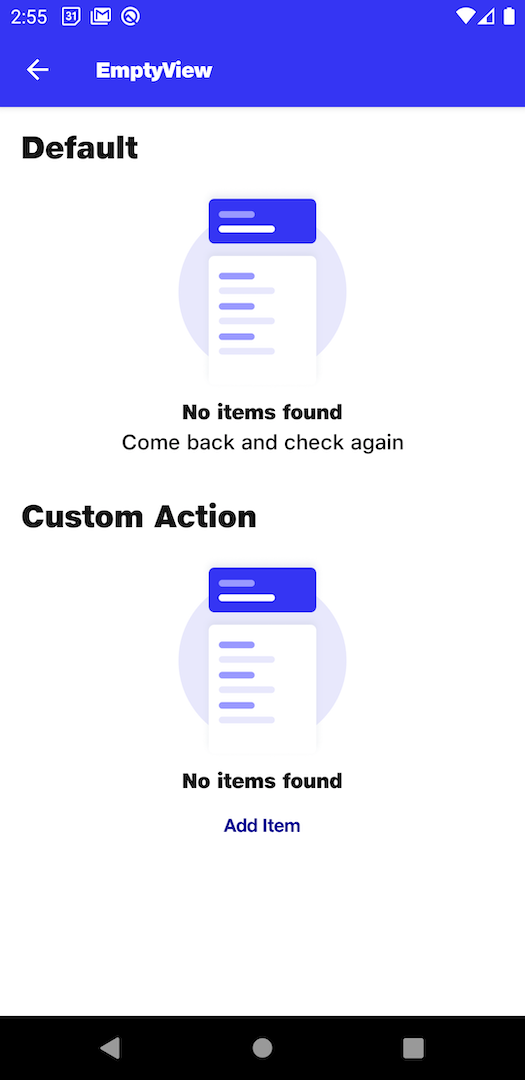 2:55
31
EmptyView
Default
No items found
Come back and check again
Custom Action
No items found
Add Item